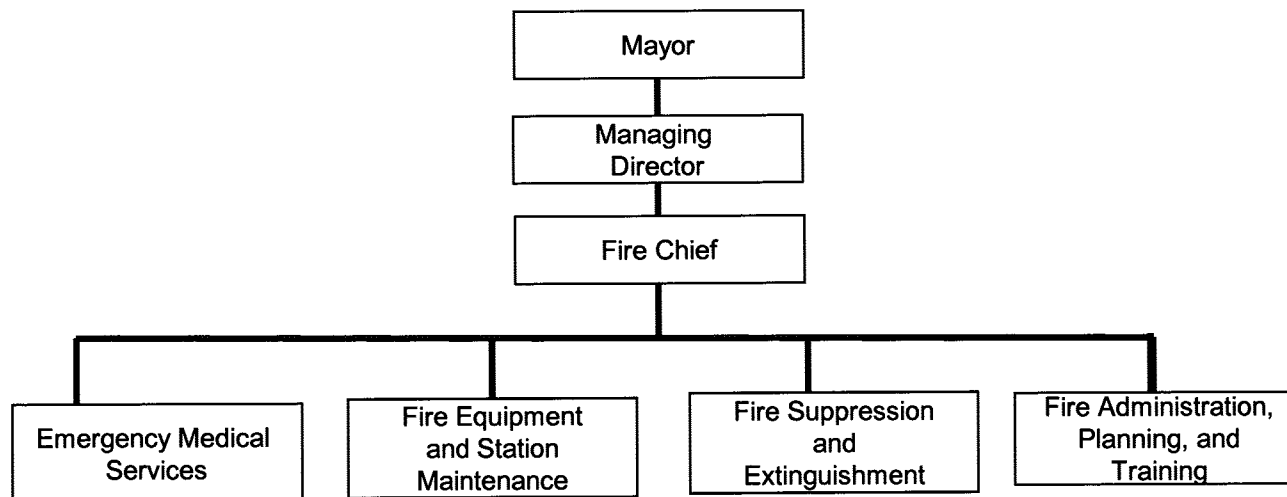 Mayor
Managing
Director
Fire Chief
Emergency Medical
Services
Fire Equipment
and Station
Maintenance
Fire Suppression
and
Extinguishment
Fire Administration,
Planning, and
Training